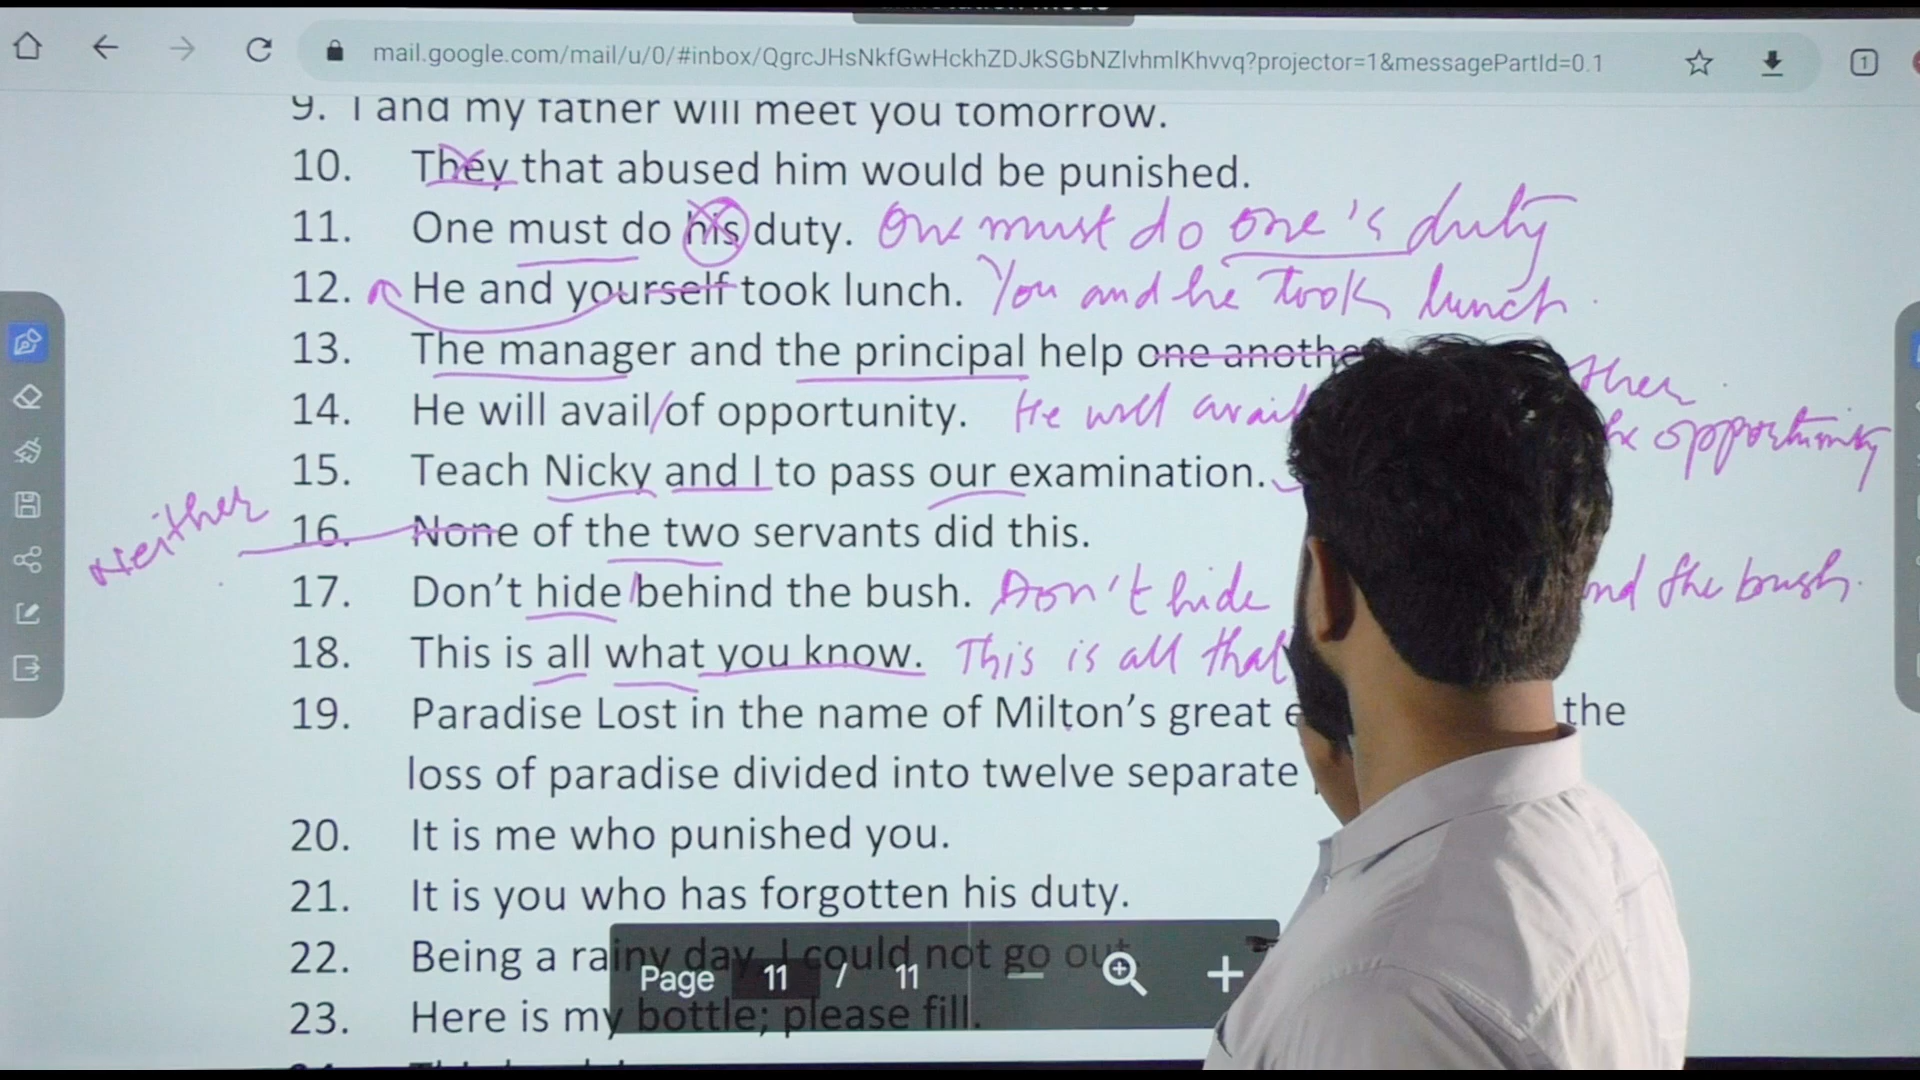 mail.google.com/mail/u/0/#inbox/QgrcJHsNkfGwHckhZDJkSGbNZlvhmlKhvvq?projector=1&messagePartId=0.1
1
9. I and my father will meet you tomorrow.
10. They that abused him would be punished.
11. One must do his duty. One must do one's duty
12. He and yourself took lunch. You and he took lunch.
13. The manager and the principal help one another ther
14. He will avail of opportunity. He will avail opportunity
15. Teach Nicky and I to pass our examination.
Neither
16. None of the two servants did this.
17. Don't hide behind the bush. Don't hide nd the bush.
18. This is all what you know. This is all that
19. Paradise Lost in the name of Milton's great the
loss of paradise divided into twelve separate
20. It is me who punished you.
21. It is you who has forgotten his duty.
22. Being a rainy day, I could not go out
Page 11 / 11
23. Here is my bottle; please fill.